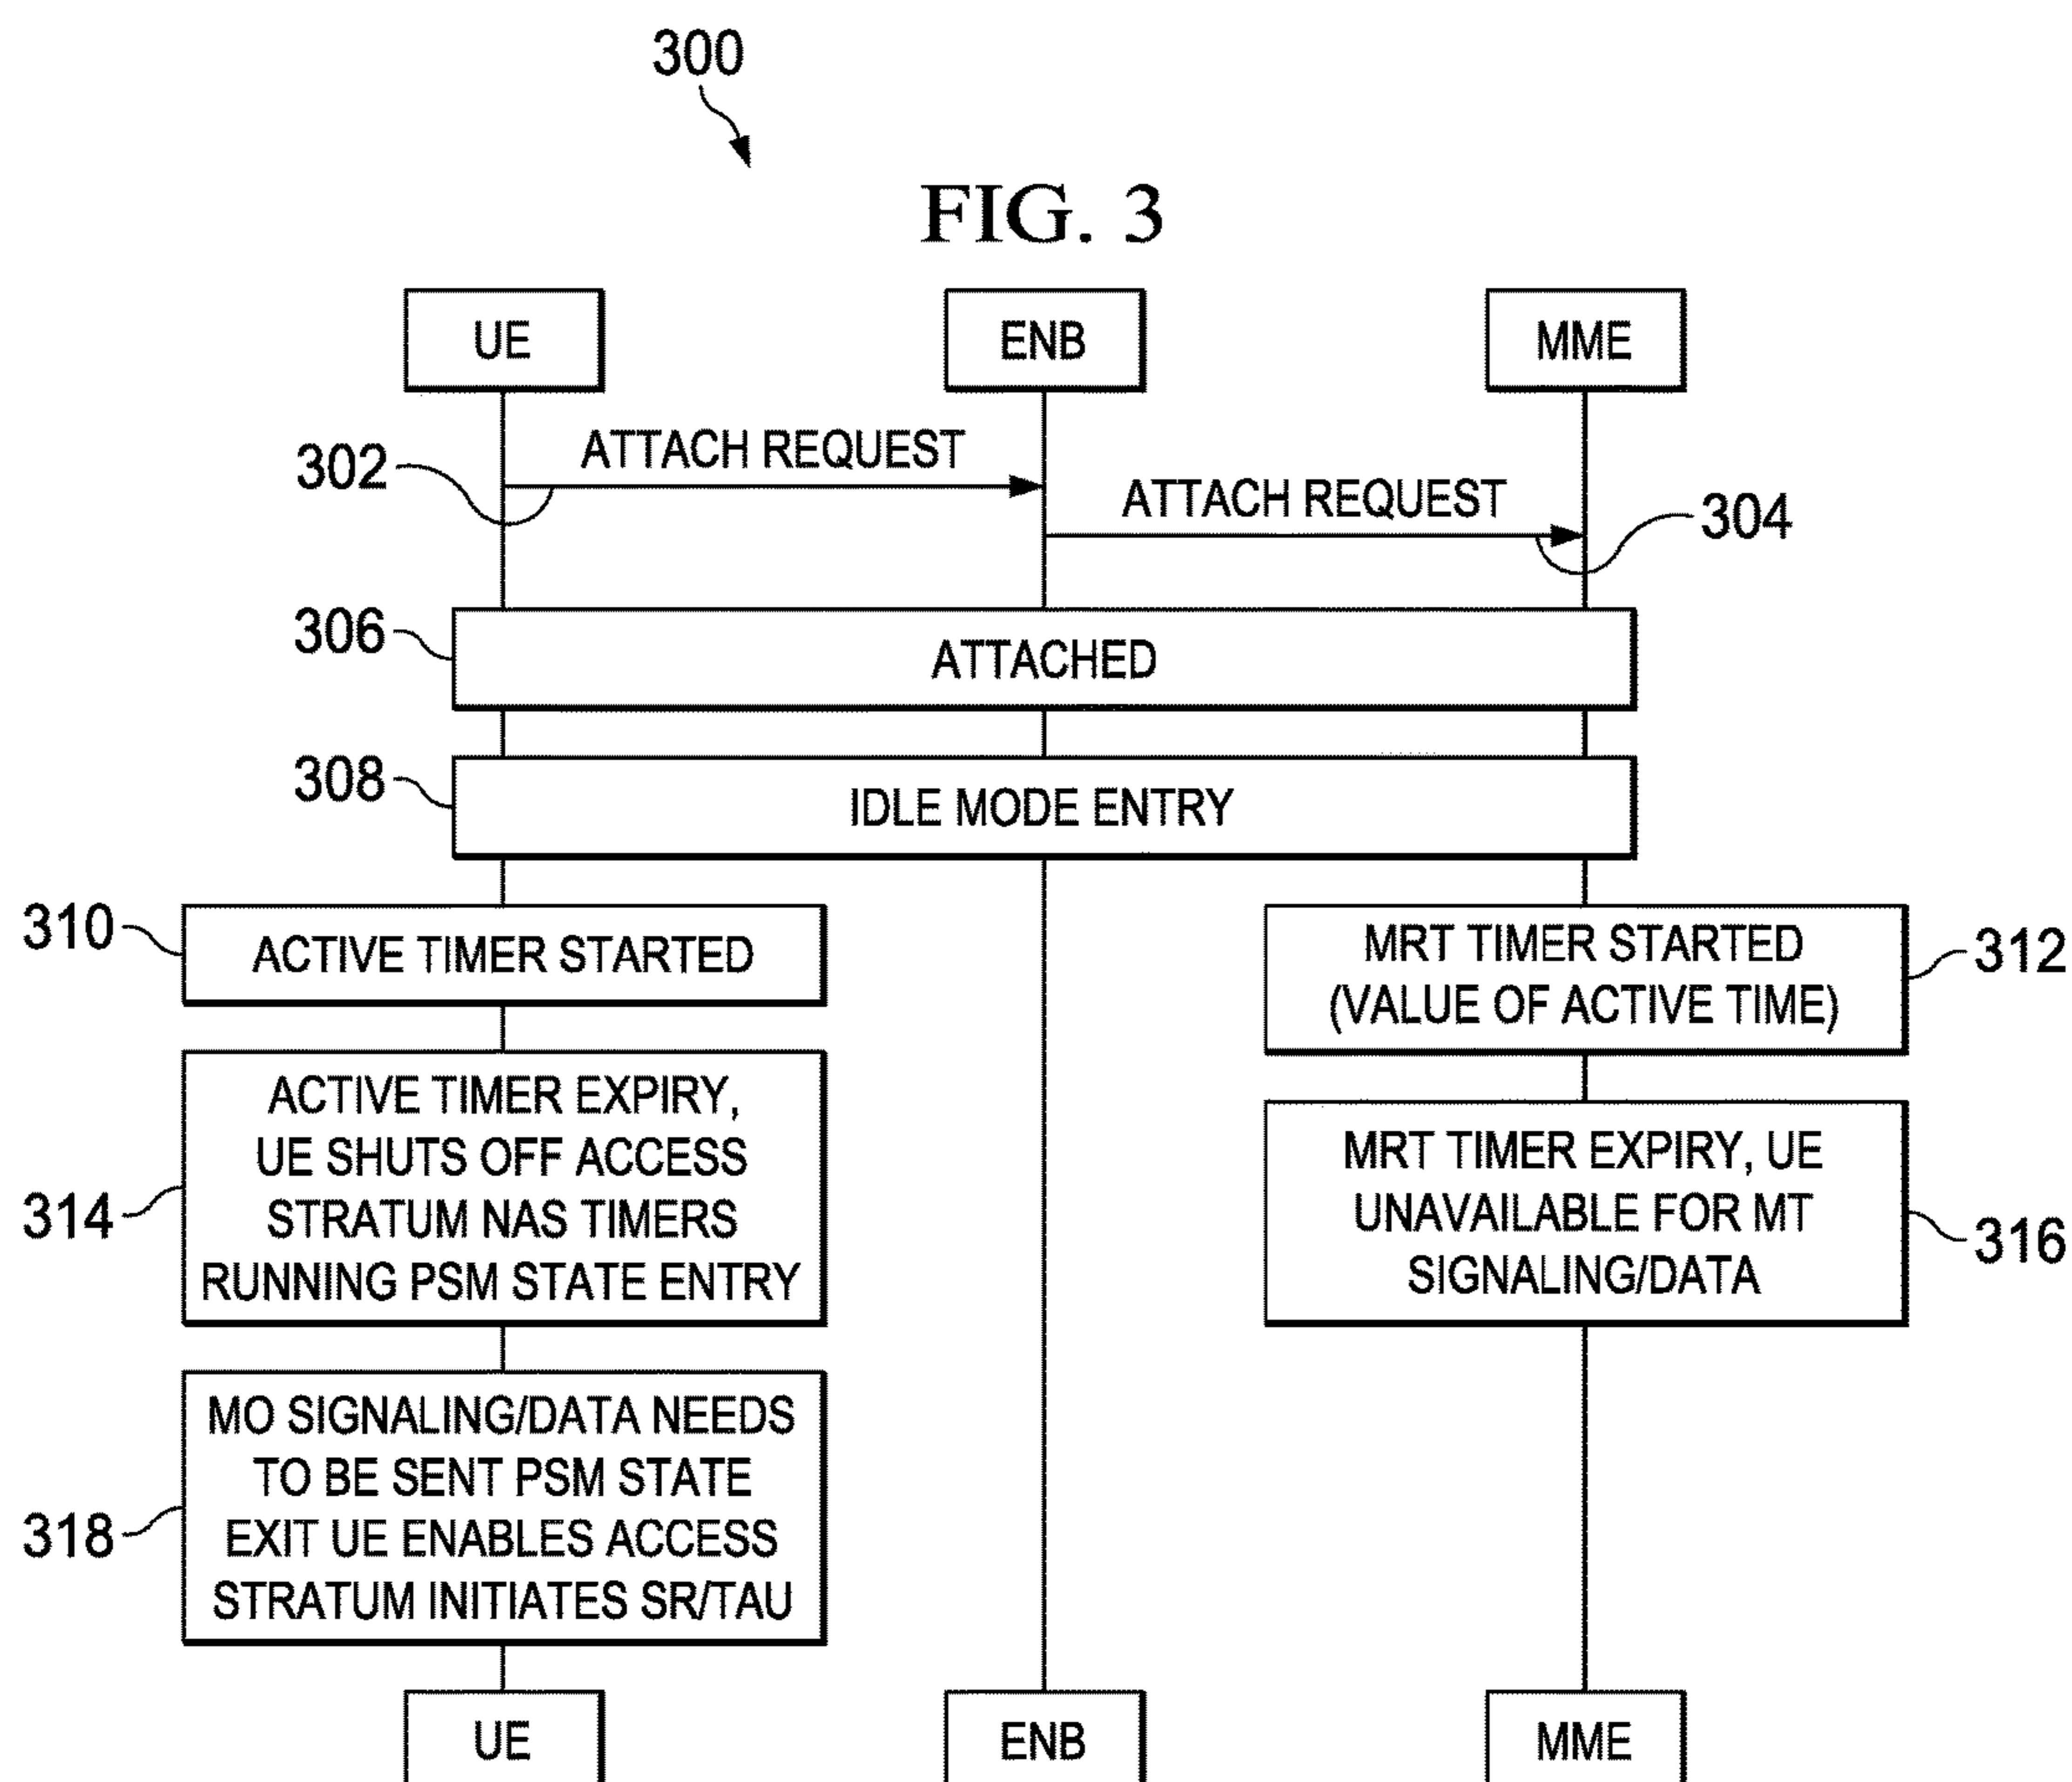 300
FIG. 3
UE
ENB
MME
302
ATTACH REQUEST
ATTACH REQUEST
304
306
ATTACHED
308
IDLE MODE ENTRY
310
ACTIVE TIMER STARTED
MRT TIMER STARTED
(VALUE OF ACTIVE TIME)
312
314
ACTIVE TIMER EXPIRY,
UE SHUTS OFF ACCESS
STRATUM NAS TIMERS
RUNNING PSM STATE ENTRY
MRT TIMER EXPIRY, UE
UNAVAILABLE FOR MT
SIGNALING/DATA
316
318
MO SIGNALING/DATA NEEDS
TO BE SENT PSM STATE
EXIT UE ENABLES ACCESS
STRATUM INITIATES SR/TAU
UE
ENB
MME